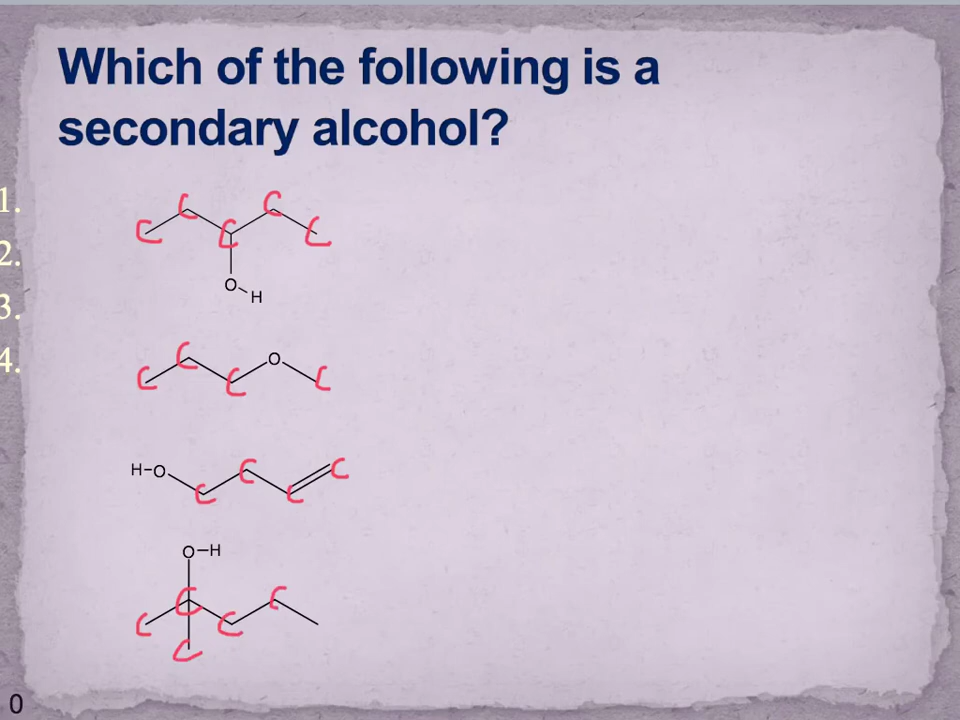 Which of the following is a
secondary alcohol?
1.
2.
3.
4.
C C C C C
O
H
C C C O C
H-O C C C C
O-H
C C C C
C
0